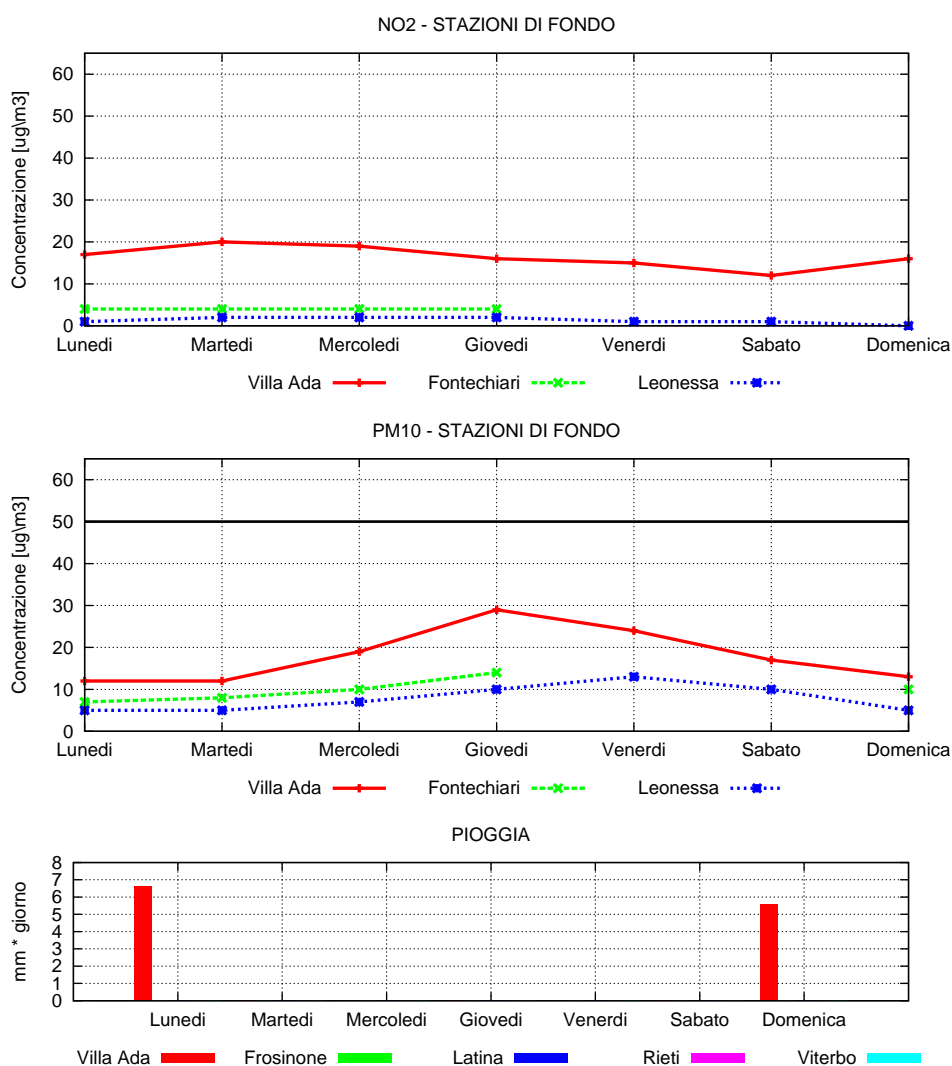 NO2 - STAZIONI DI FONDO
Concentrazione [ug\m3]
60
50
40
30
20
10
0
Lunedi Martedi Mercoledi Giovedi Venerdi Sabato Domenica
Villa Ada Fontechiari Leonessa
PM10 - STAZIONI DI FONDO
Concentrazione [ug\m3]
60
50
40
30
20
10
0
Lunedi Martedi Mercoledi Giovedi Venerdi Sabato Domenica
Villa Ada Fontechiari Leonessa
PIOGGIA
mm * giorno
8
7
6
5
4
3
2
1
0
Lunedi Martedi Mercoledi Giovedi Venerdi Sabato Domenica
Villa Ada Frosinone Latina Rieti Viterbo